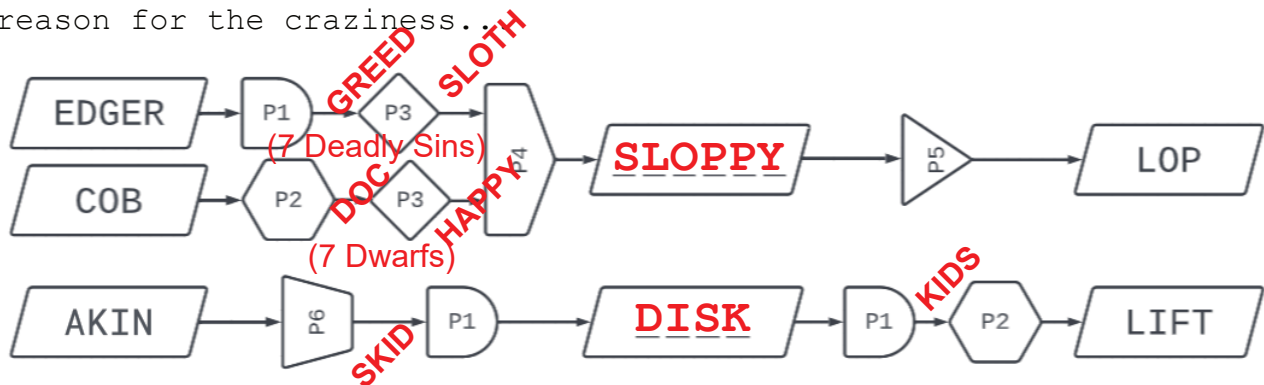 reason for the craziness..
GREED
SLOTH
EDGER
P1
P3
(7 Deadly Sins)
P4
SLOPPY
P5
LOP
COB
P2
DOC
P3
HAPPY
(7 Dwarfs)
AKIN
P6
SKID
P1
DISK
P1
KIDS
P2
LIFT